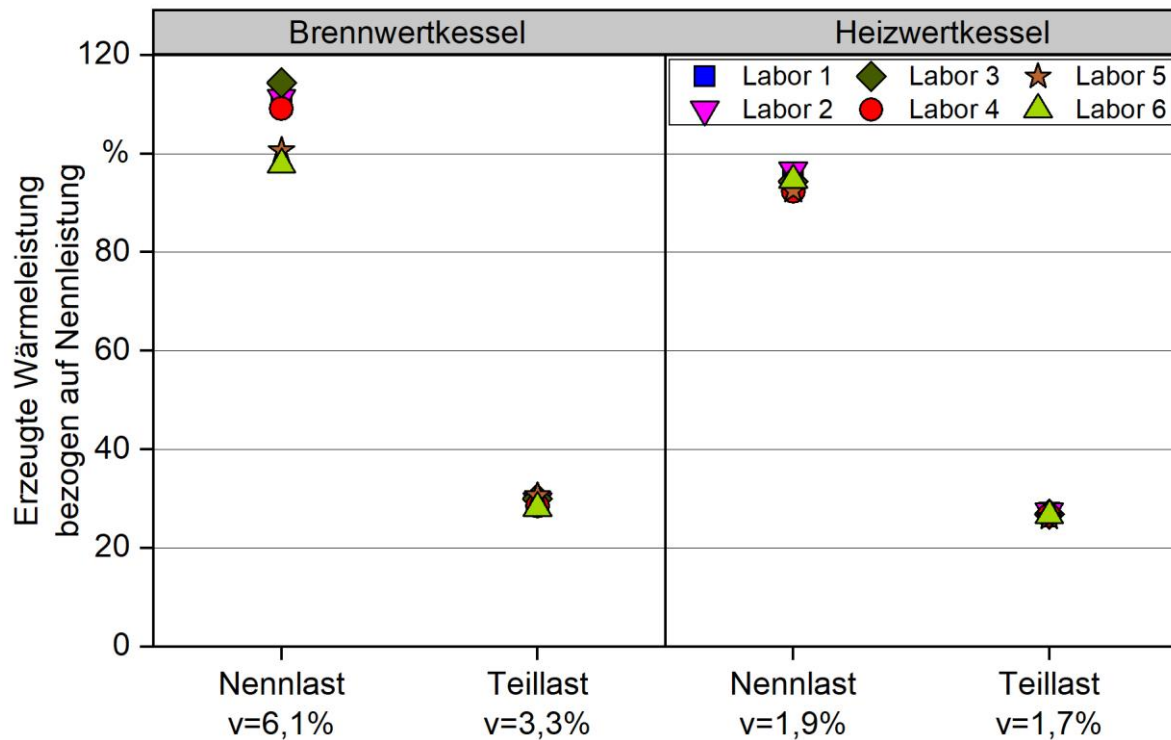 Brennwertkessel Heizwertkessel
Labor 1 Labor 3 Labor 5
Labor 2 Labor 4 Labor 6
Erzeugte Wärmeleistung
bezogen auf Nennleistung
120
%
80
60
40
20
0
Nennlast Teillast Nennlast Teillast
v=6,1% v=3,3% v=1,9% v=1,7%